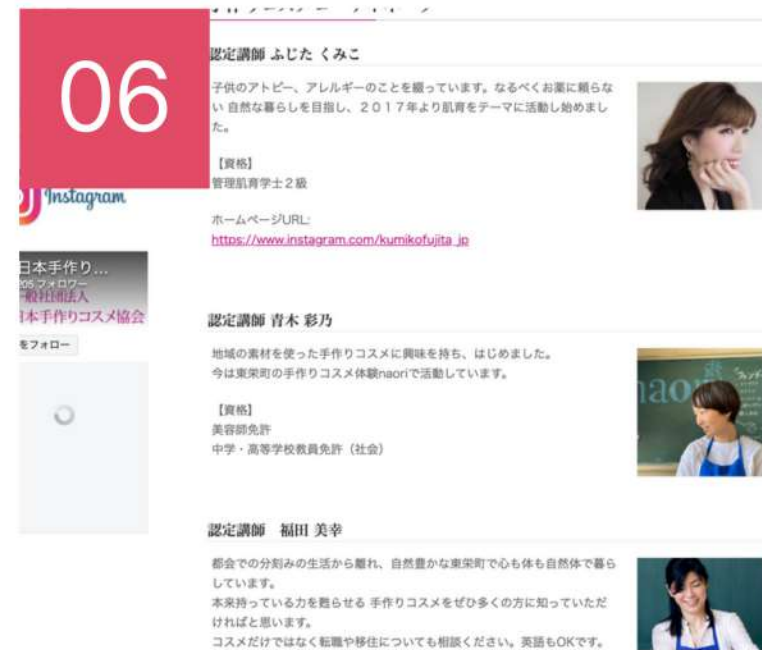 06
認定講師 ふじた くみこ
子供のアトピー、アレルギーのことを綴っています。なるべくお薬に頼らな
い 自然な暮らしを目指し、２０１７年より肌育をテーマに活動し始めまし
た。
【資格】
管理肌育学士２級
ホームページURL:
https://www.instagram.com/kumikofujita_jp
Instagram
日本手作り...
205 フォロワー
一般社団法人
日本手作りコスメ協会
をフォロー
認定講師 青木 彩乃
地域の素材を使った手作りコスメに興味を持ち、はじめました。
今は東栄町の手作りコスメ体験naoriで活動しています。
【資格】
美容師免許
中学・高等学校教員免許（社会）
naori
認定講師　福田 美幸
都会での分刻みの生活から離れ、自然豊かな東栄町で心も体も自然体で暮ら
しています。
本来持っている力を甦らせる 手作りコスメをぜひ多くの方に知っていただ
ければと思います。
コスメだけではなく転職や移住についても相談ください。英語もOKです。